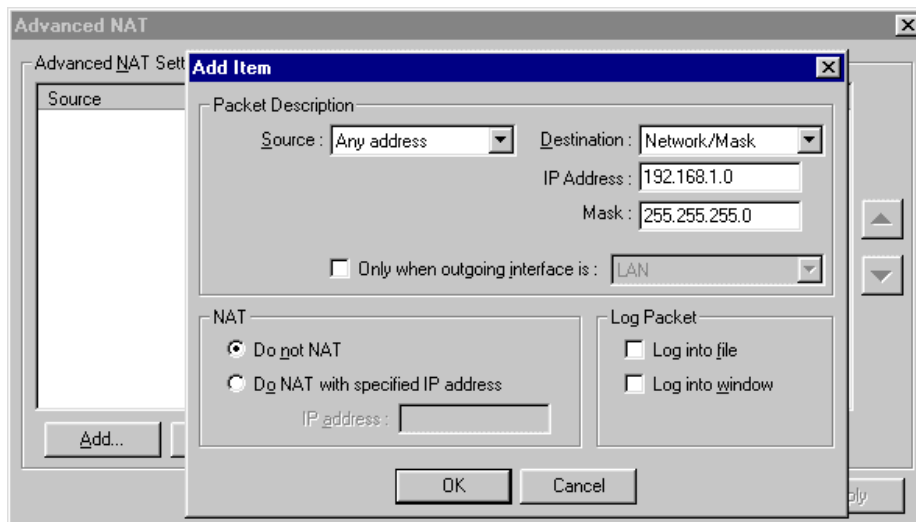 Advanced NAT
Advanced NAT Sett
Add Item
Source
Packet Description
Source : Any address
Destination : Network/Mask
IP Address : 192.168.1.0
Mask : 255.255.255.0
Only when outgoing interface is : LAN
NAT
Log Packet
Do not NAT
Log into file
Do NAT with specified IP address
Log into window
IP address :
Add...
OK
Cancel
ply